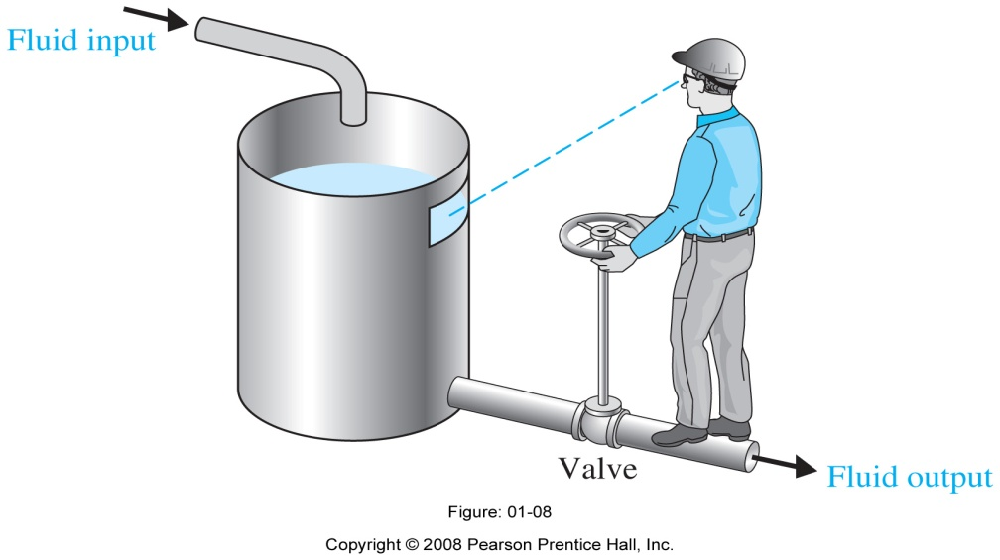 Fluid input
Valve
Fluid output
Figure: 01-08
Copyright © 2008 Pearson Prentice Hall, Inc.